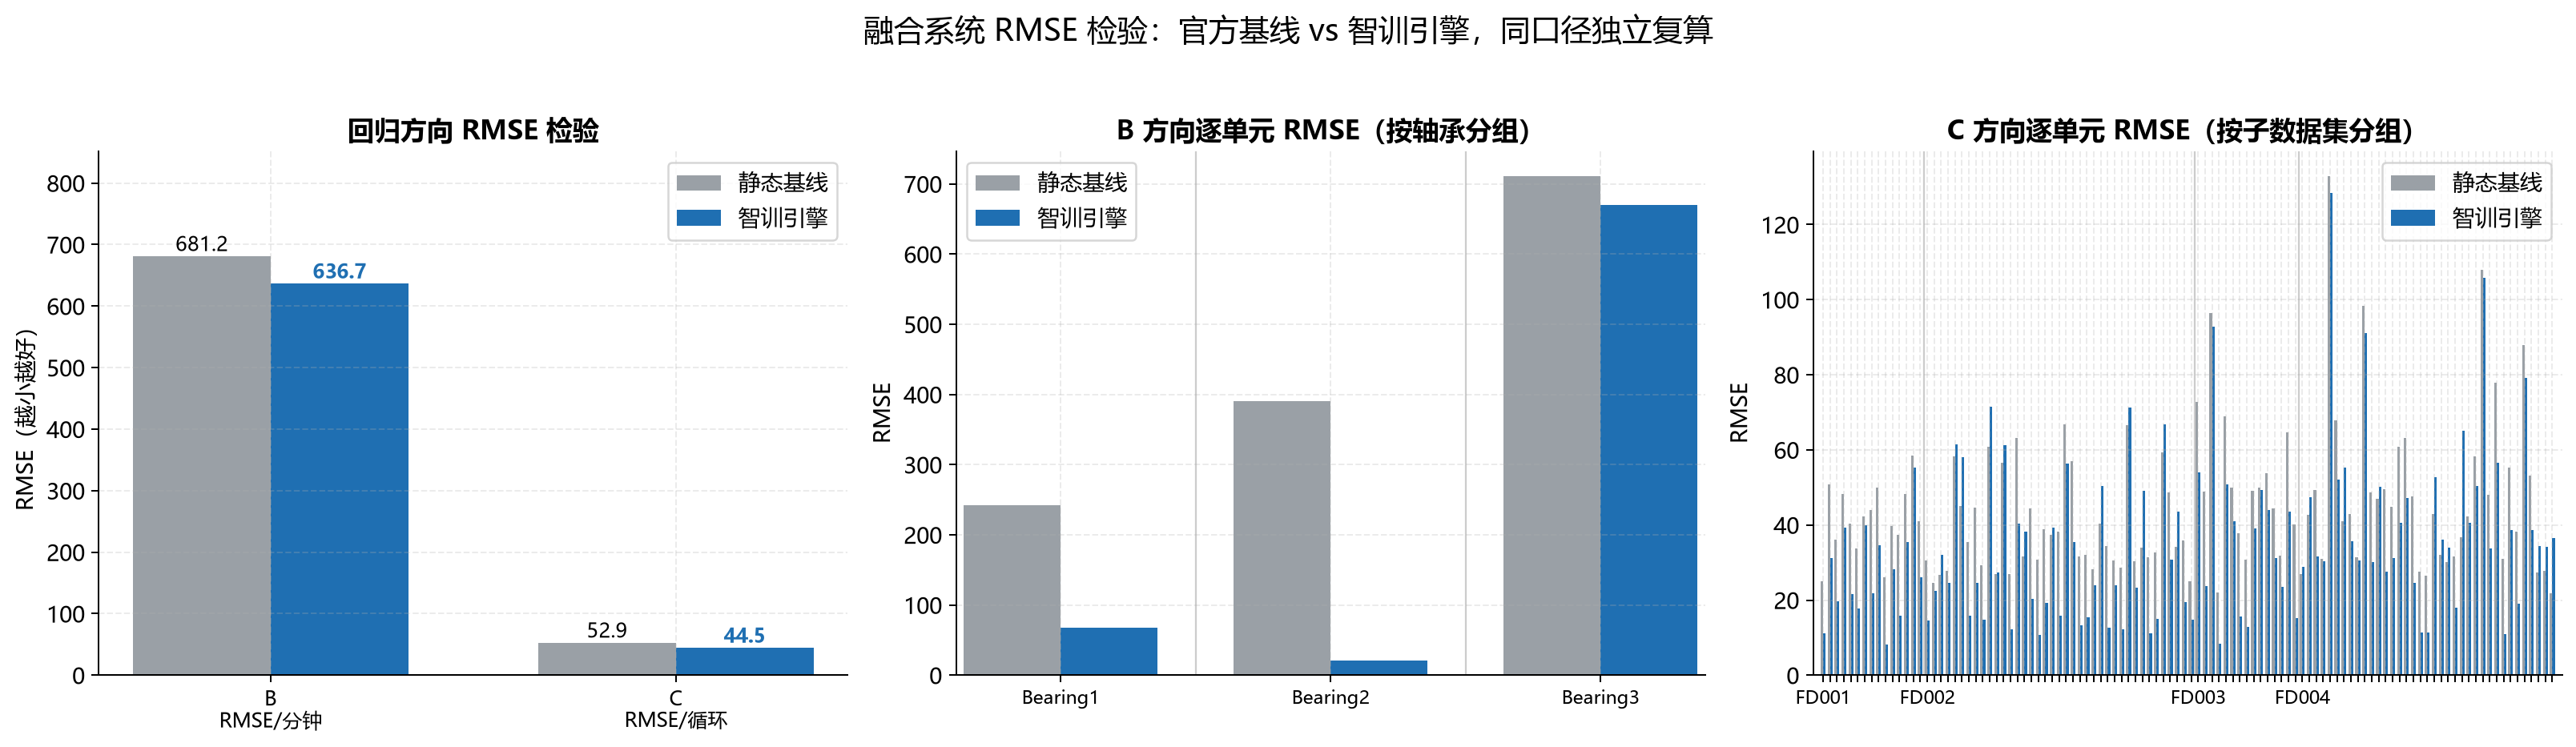 融合系统 RMSE 检验：官方基线 vs 智训引擎，同口径独立复算
回归方向 RMSE 检验
RMSE（越小越好）
800
700
600
500
400
300
200
100
0
静态基线
智训引擎
681.2
636.7
52.9
44.5
B
RMSE/分钟
C
RMSE/循环
B 方向逐单元 RMSE（按轴承分组）
RMSE
700
600
500
400
300
200
100
0
静态基线
智训引擎
Bearing1
Bearing2
Bearing3
C 方向逐单元 RMSE（按子数据集分组）
RMSE
120
100
80
60
40
20
0
静态基线
智训引擎
FD001
FD002
FD003
FD004